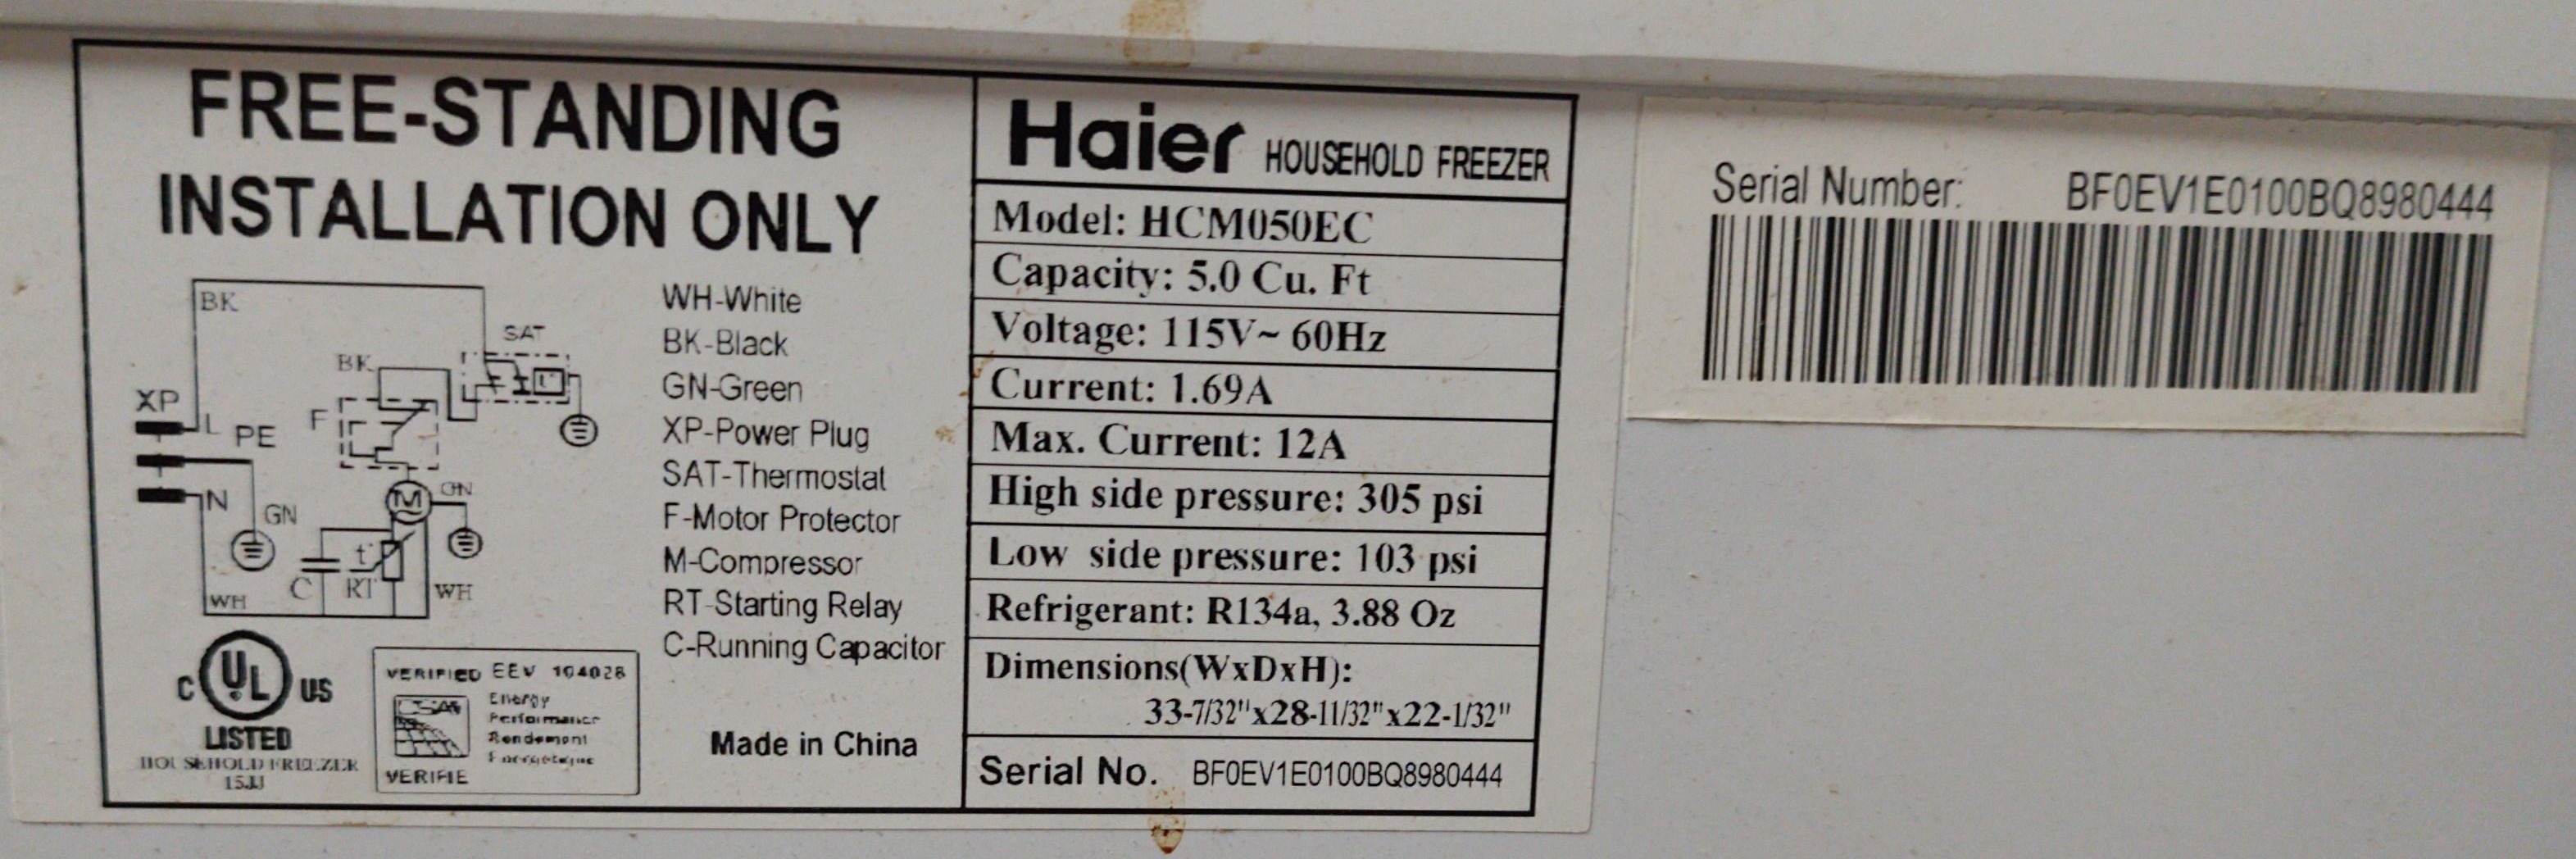 FREE-STANDING
INSTALLATION ONLY
BK
SAT
BK
XP
L
PE
F
N
GN
M
GN
C
t
RT
WH
WH
WH-White
BK-Black
GN-Green
XP-Power Plug
SAT-Thermostat
F-Motor Protector
M-Compressor
RT-Starting Relay
C-Running Capacitor
C UL US
LISTED
HOUSEHOLD FREEZER
15JJ
VERIFIED EEV 104028
Energy
Performance
Rendement
VERIFIE
Made in China
Haier HOUSEHOLD FREEZER
Model: HCM050EC
Capacity: 5.0 Cu. Ft
Voltage: 115V~ 60Hz
Current: 1.69A
Max. Current: 12A
High side pressure: 305 psi
Low side pressure: 103 psi
Refrigerant: R134a, 3.88 Oz
Dimensions(WxDxH):
33-7/32"x28-11/32"x22-1/32"
Serial No. BF0EV1E0100BQ8980444
Serial Number: BF0EV1E0100BQ8980444